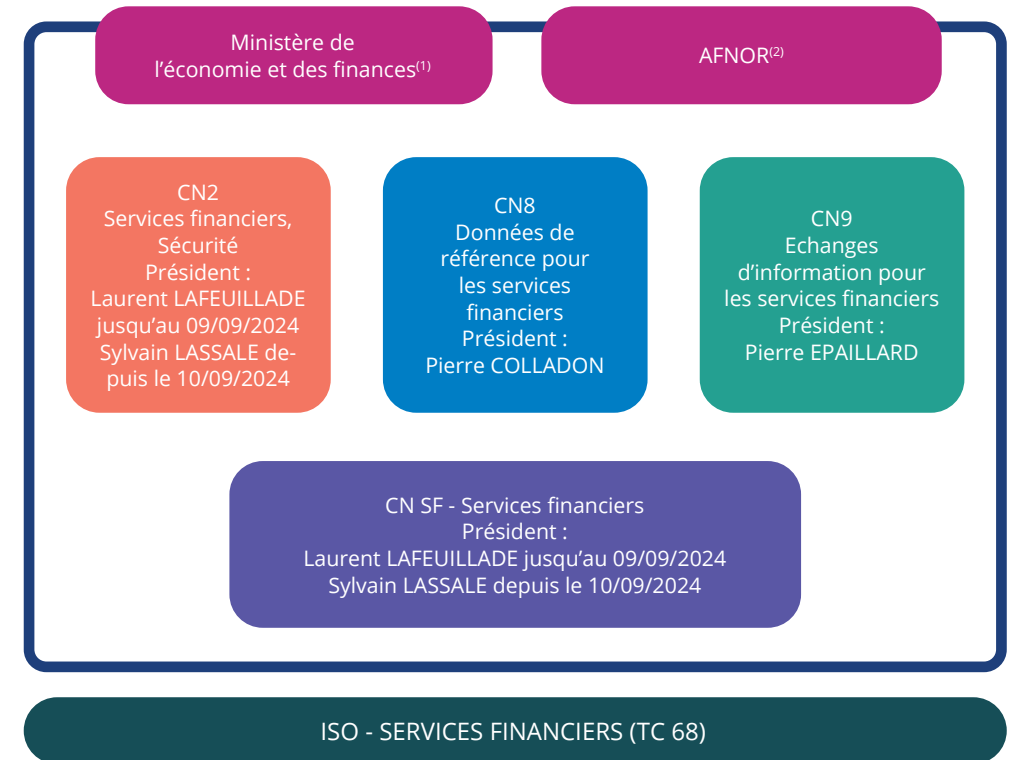 Ministère de
l'économie et des finances(1)
AFNOR(2)
CN2
Services financiers,
Sécurité
Président :
Laurent LAFEUILLADE
jusqu'au 09/09/2024
Sylvain LASSALE de-
puis le 10/09/2024
CN8
Données de
référence pour
les services
financiers
Président :
Pierre COLLADON
CN9
Echanges
d'information pour
les services financiers
Président :
Pierre EPAILLARD
CN SF - Services financiers
Président :
Laurent LAFEUILLADE jusqu'au 09/09/2024
Sylvain LASSALE depuis le 10/09/2024
ISO - SERVICES FINANCIERS (TC 68)